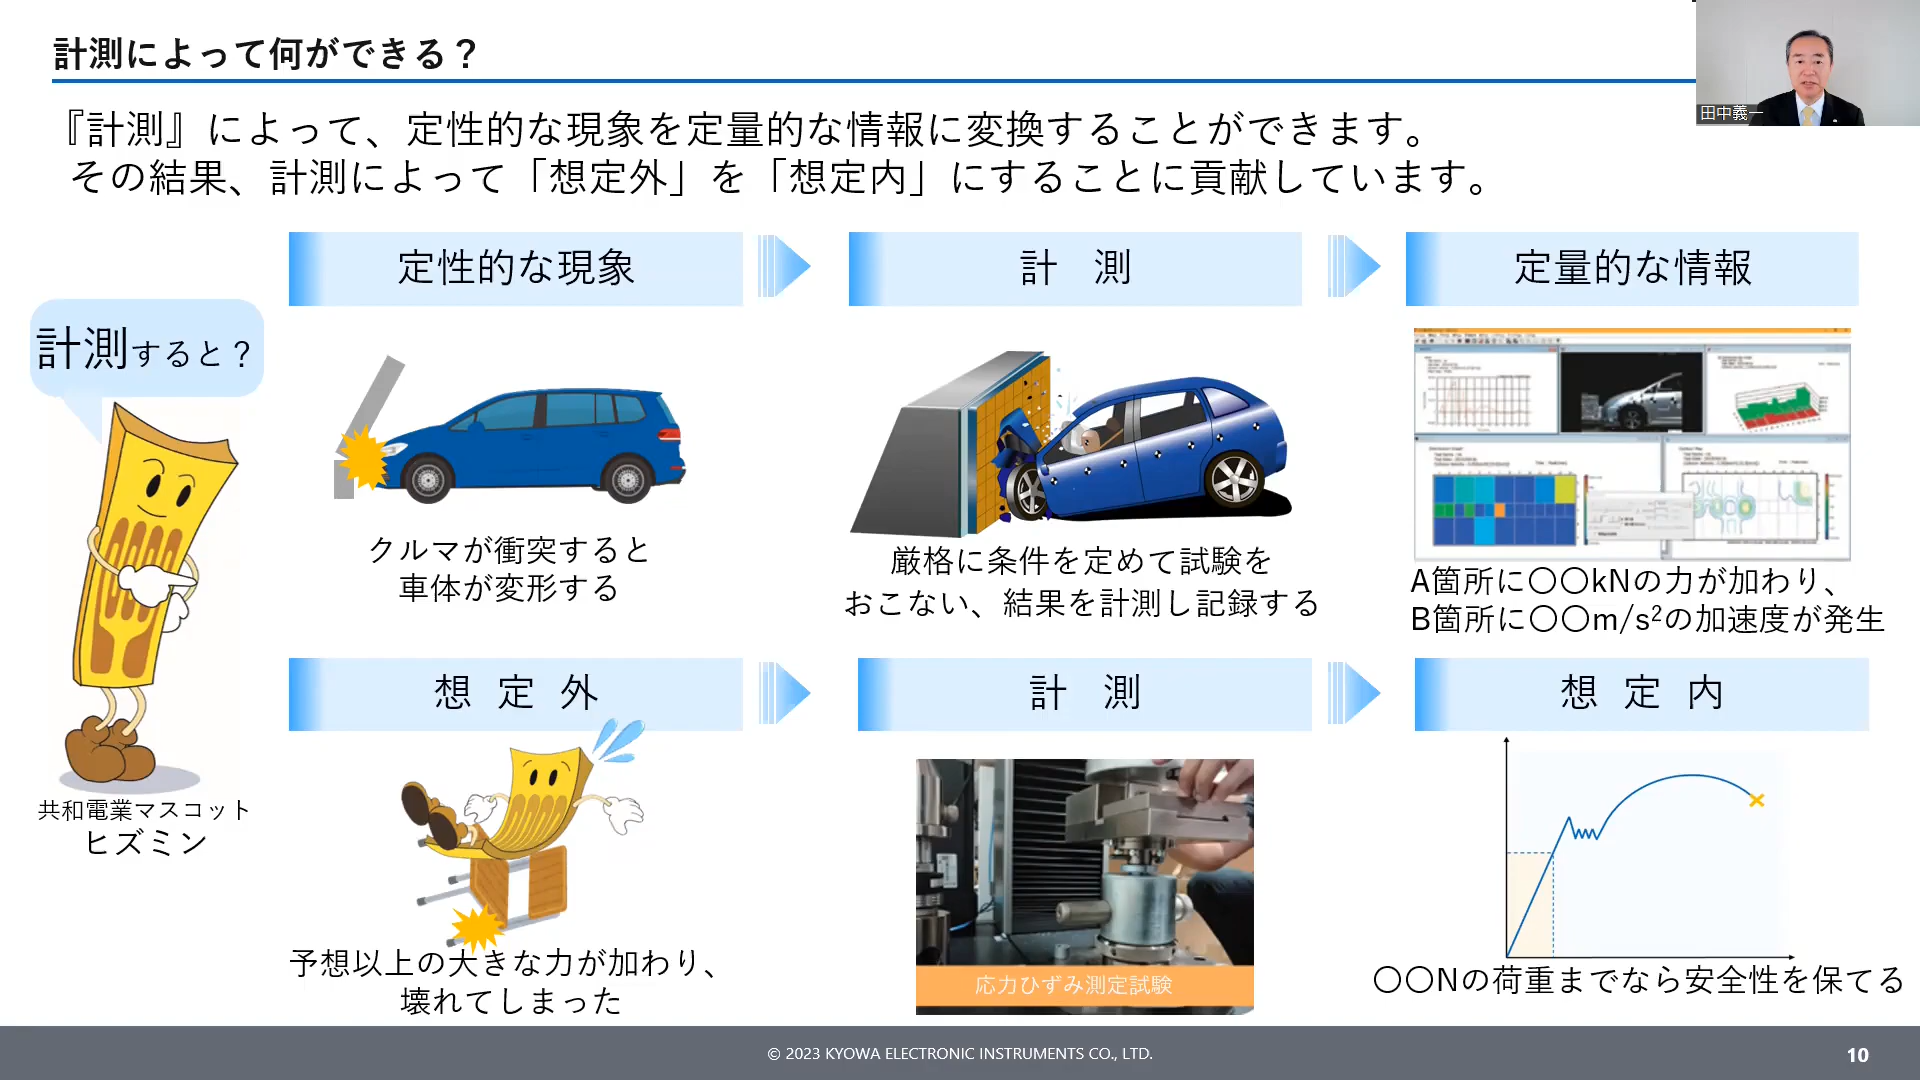 計測によって何ができる？
田中義一
『計測』によって、定性的な現象を定量的な情報に変換することができます。
その結果、計測によって「想定外」を「想定内」にすることに貢献しています。
定性的な現象
計　測
定量的な情報
計測すると？
クルマが衝突すると
車体が変形する
厳格に条件を定めて試験を
おこない、結果を計測し記録する
A箇所に〇〇kNの力が加わり、
B箇所に〇〇m/s²の加速度が発生
想 定 外
計　測
想 定 内
共和電業マスコット
ヒズミン
予想以上の大きな力が加わり、
壊れてしまった
応力ひずみ測定試験
〇〇Nの荷重までなら安全性を保てる
© 2023 KYOWA ELECTRONIC INSTRUMENTS CO., LTD.
10